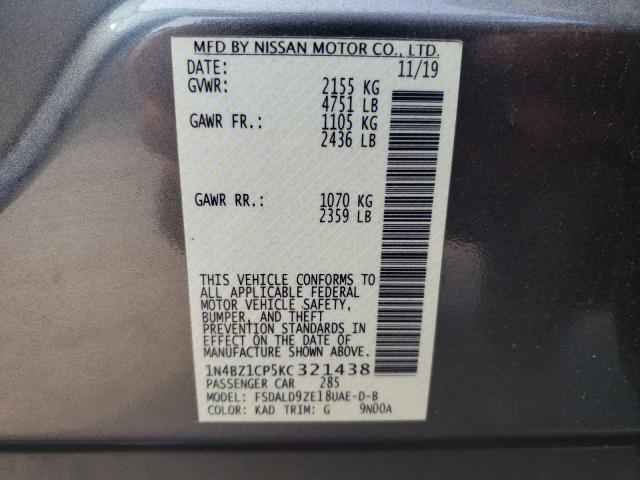 MFD BY NISSAN MOTOR CO., LTD.
DATE: 11/19
GVWR: 2155 KG
4751 LB
GAWR FR.: 1105 KG
2436 LB
GAWR RR.: 1070 KG
2359 LB
THIS VEHICLE CONFORMS TO
ALL APPLICABLE FEDERAL
MOTOR VEHICLE SAFETY,
BUMPER, AND THEFT
PREVENTION STANDARDS IN
EFFECT ON THE DATE OF
MANUFACTURE SHOWN ABOVE.
1N4BZ1CP5KC321438
PASSENGER CAR 285
MODEL: FSDALD9ZE18UAE-D-B
COLOR: KAD TRIM: G 9N00A